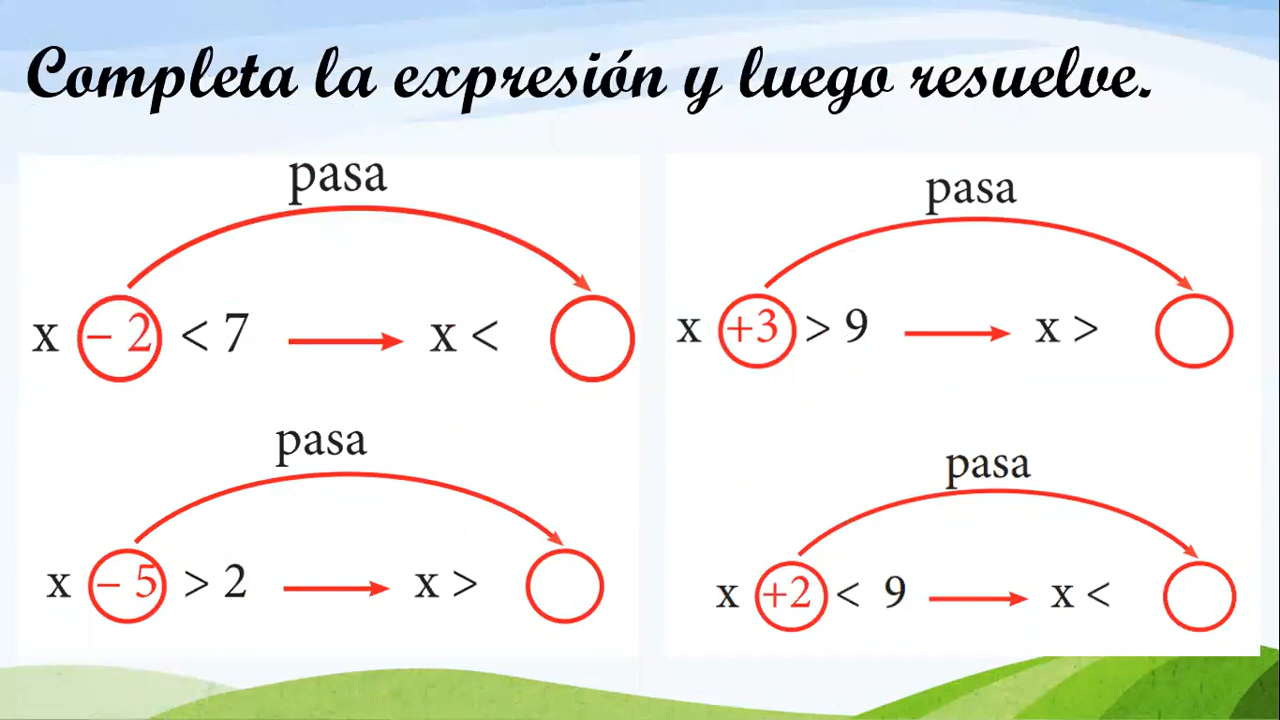 Completa la expresión y luego resuelve.
pasa
x – 2 < 7 x <
pasa
x +3 > 9 x >
pasa
x – 5 > 2 x >
pasa
x +2 < 9 x <